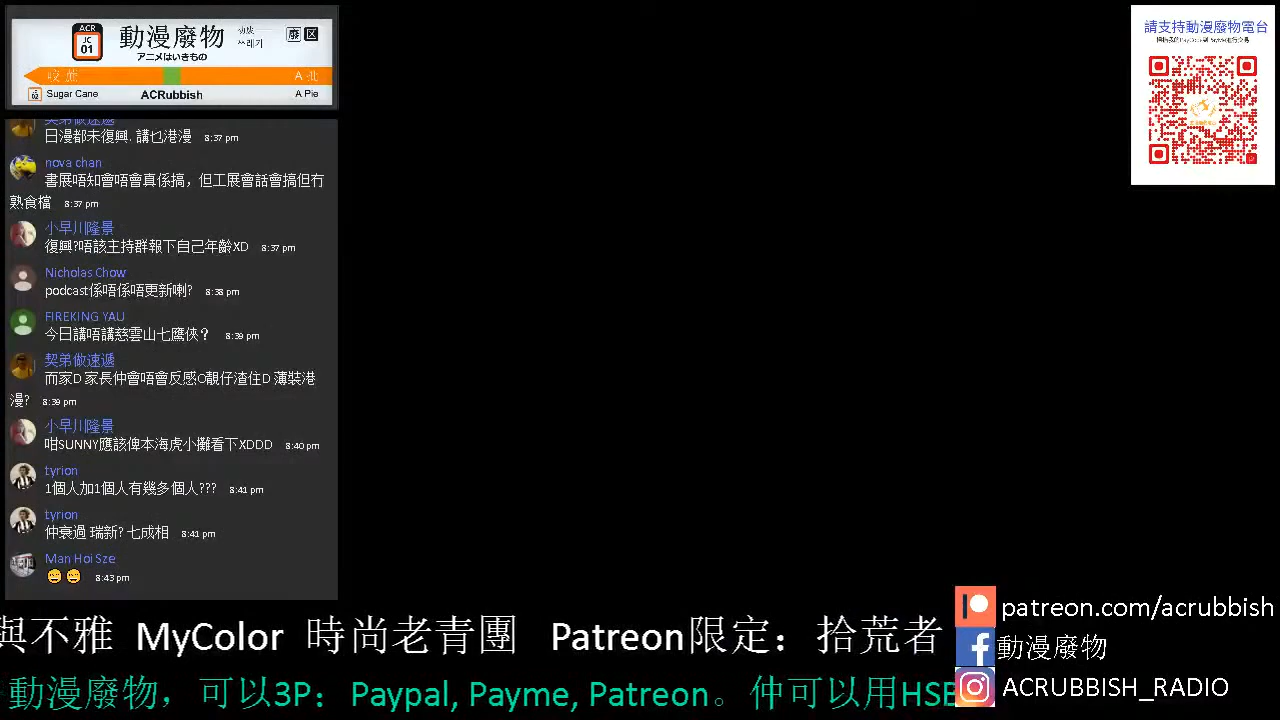 ACR
JC
01
動漫廢物
アニメはいきもの
쓰레기
廢 区
A 北
02 Sugar Cane
ACRubbish
A Pie
請支持動漫廢物電台
日漫都未復興. 講乜港漫 8:37 pm
nova chan
書展唔知會唔會真係搞，但工展會話會搞但冇
熟食檔 8:37 pm
小早川隆景
復興?唔該主持群報下自己年齡XD 8:37 pm
Nicholas Chow
podcast係唔係唔更新喇? 8:38 pm
FIREKING YAU
今日講唔講慈雲山七鷹俠？ 8:39 pm
契弟做速遞
而家D 家長仲會唔會反感O靚仔渣住D 薄裝港
漫? 8:39 pm
小早川隆景
咁SUNNY應該俾本海虎小攤看下XDDD 8:40 pm
tyrion
1個人加1個人有幾多個人??? 8:41 pm
tyrion
仲衰過 瑞新? 七成相 8:41 pm
Man Hoi Sze
8:43 pm
與不雅 MyColor 時尚老青團 Patreon限定：拾荒者
動漫廢物，可以3P：Paypal, Payme, Patreon。仲可以用HSB
patreon.com/acrubbish
動漫廢物
ACRUBBISH_RADIO